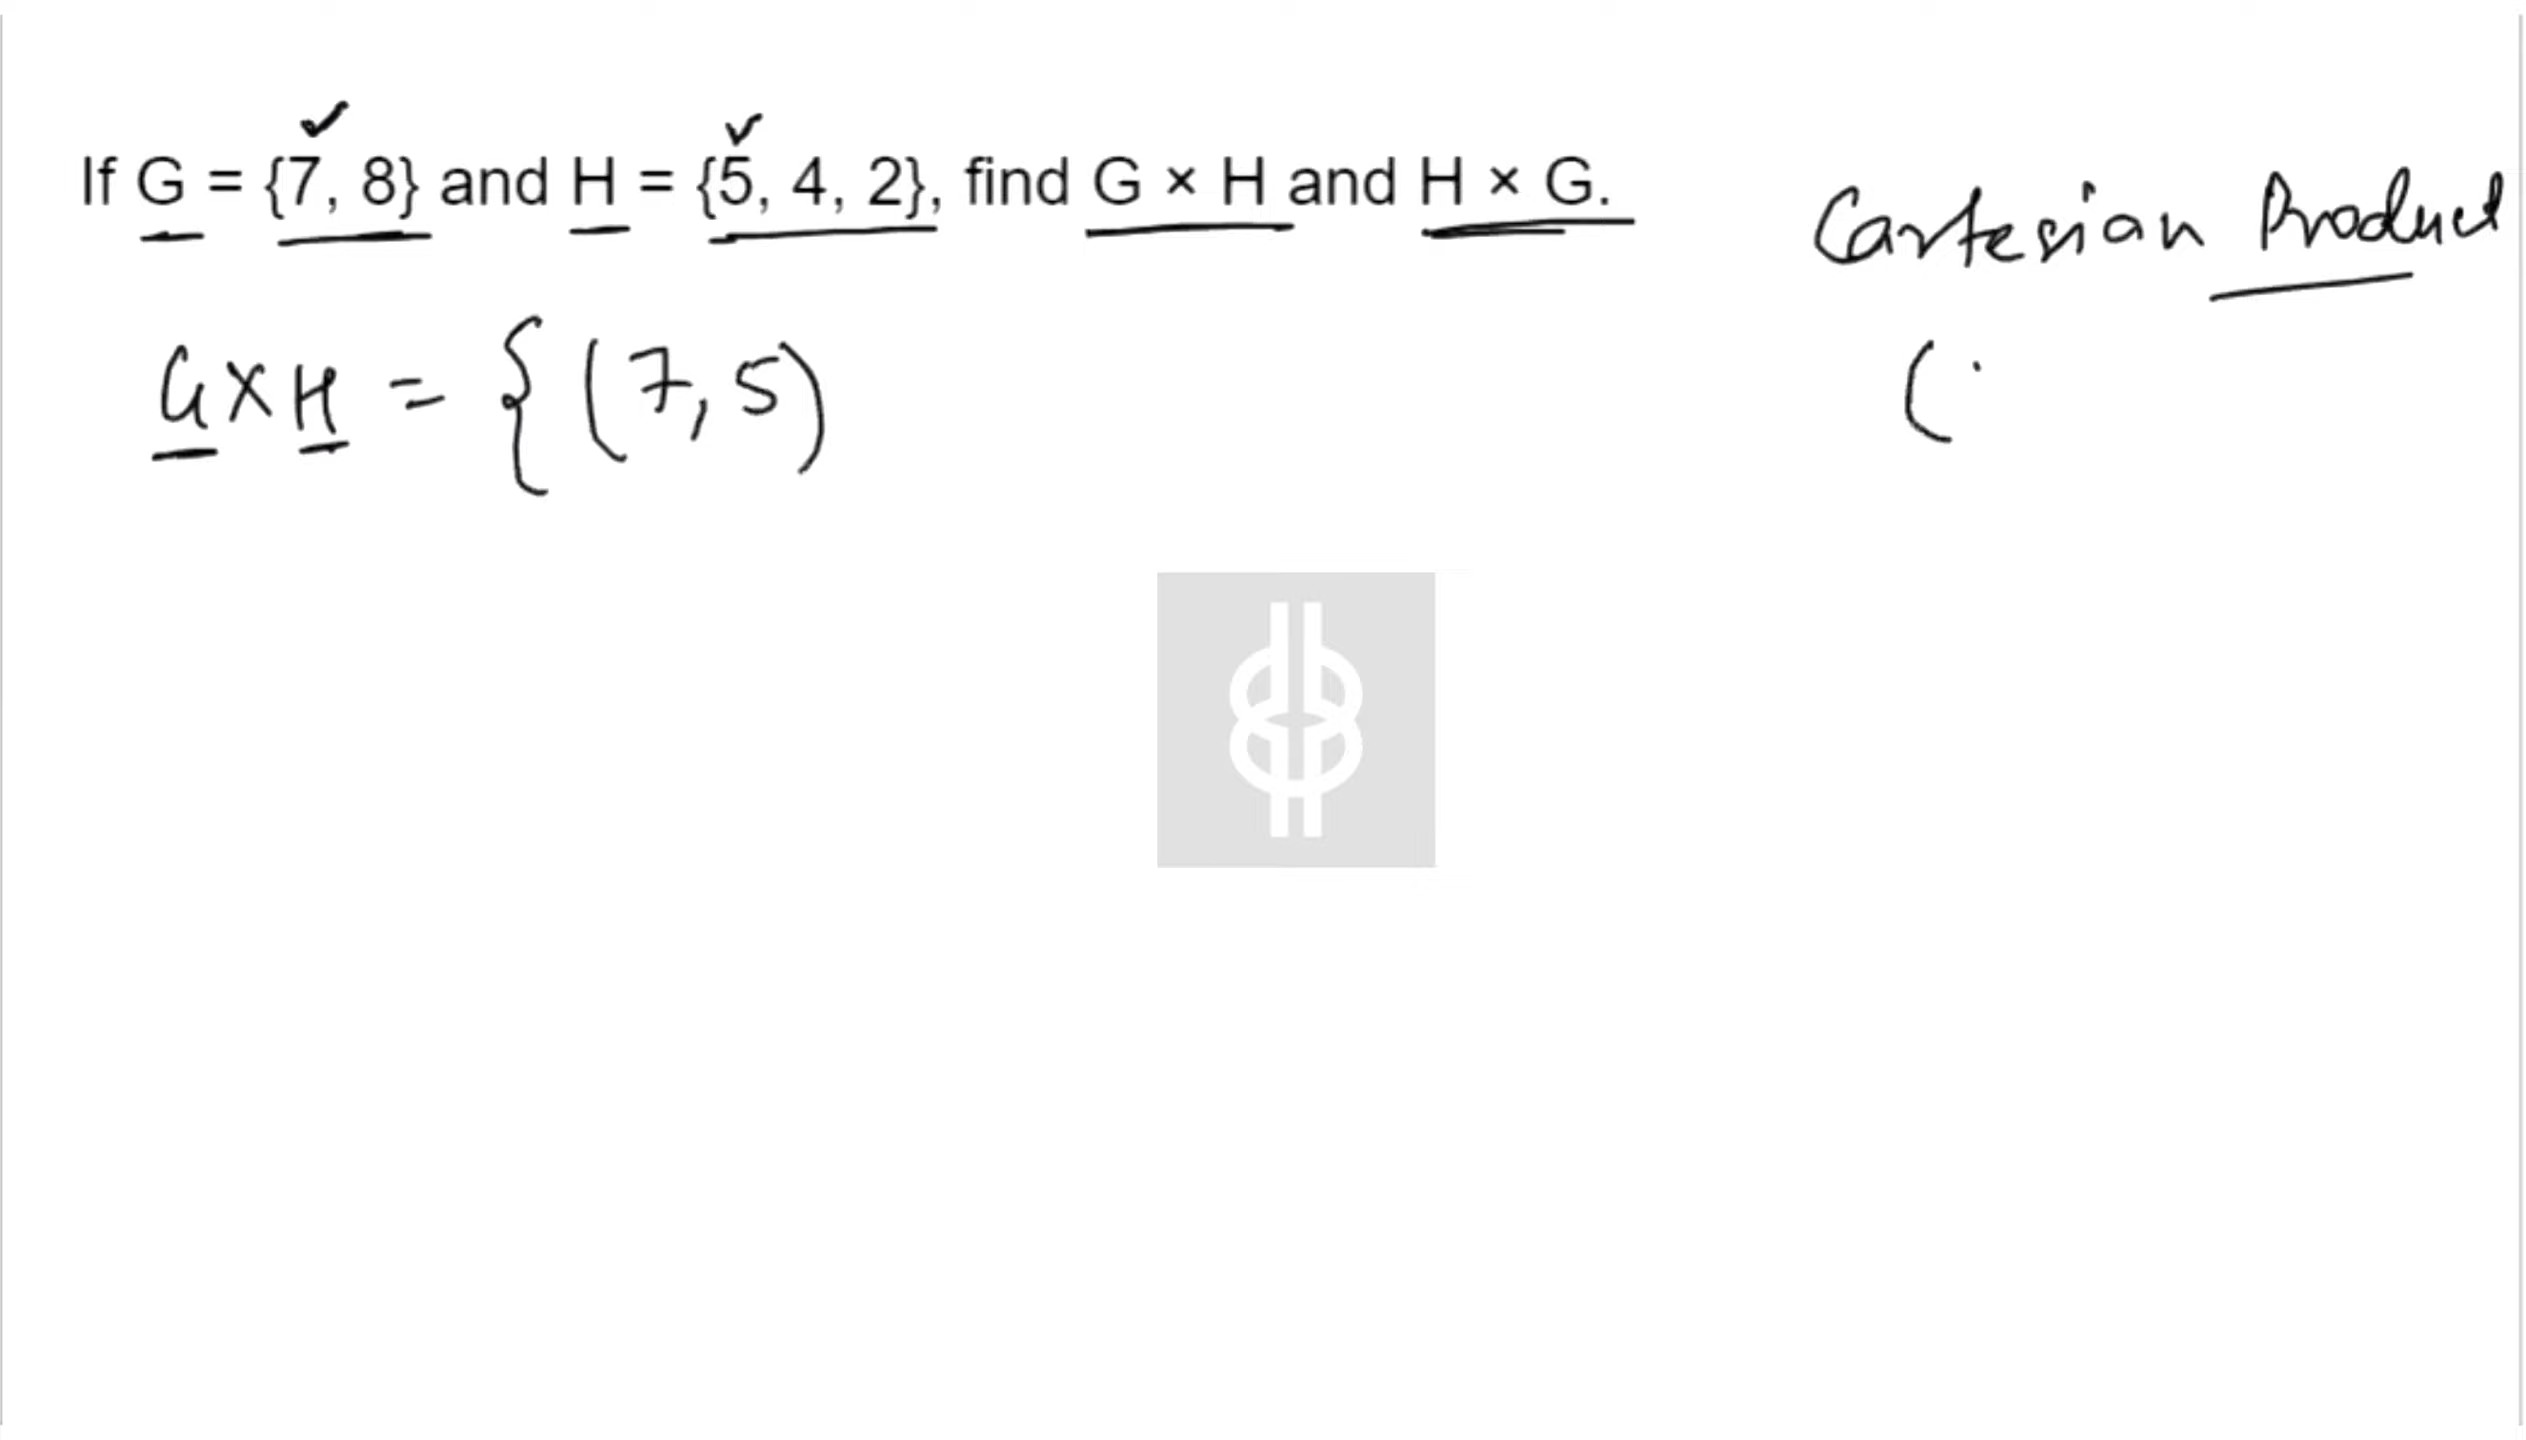 If G = {7, 8} and H = {5, 4, 2}, find G × H and H × G.
Cartesian Product
G×H = { (7,5)
(